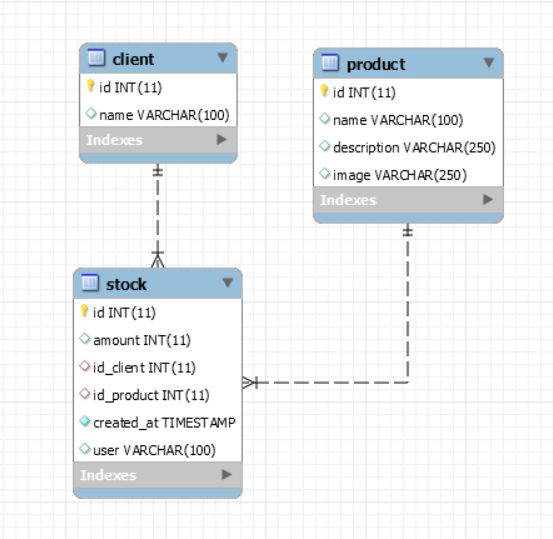 client
id INT(11)
name VARCHAR(100)
Indexes
product
id INT(11)
name VARCHAR(100)
description VARCHAR(250)
image VARCHAR(250)
Indexes
stock
id INT(11)
amount INT(11)
id_client INT(11)
id_product INT(11)
created_at TIMESTAMP
user VARCHAR(100)
Indexes